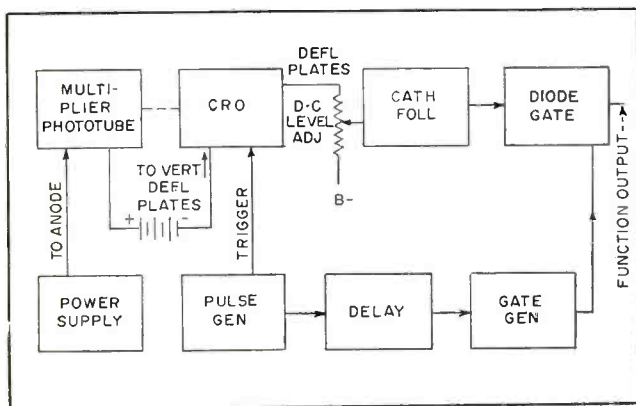 DEFL
PLATES
MULTI-
PLIER
PHOTOTUBE
CRO
D-C
LEVEL
ADJ
CATH
FOLL
DIODE
GATE
TO VERT
DEFL
PLATES
+
-
B-
TO ANODE
TRIGGER
FUNCTION OUTPUT
POWER
SUPPLY
PULSE
GEN
DELAY
GATE
GEN